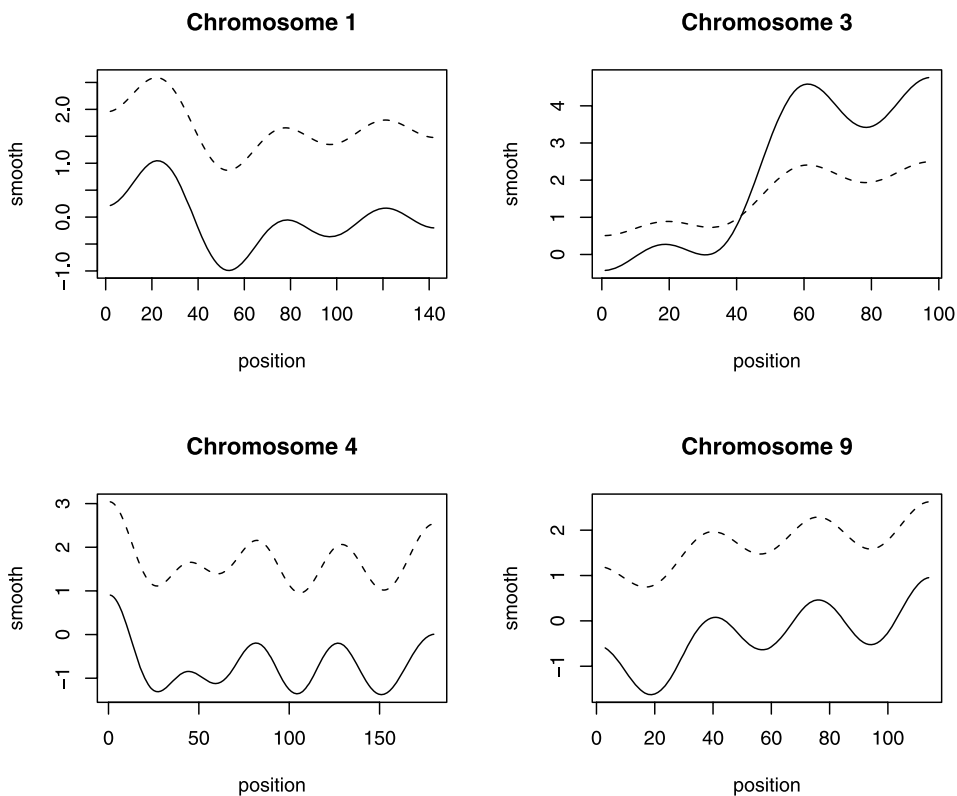 Chromosome 1
smooth
−1.0 0.0 1.0 2.0
0 20 40 60 80 100 140
position
Chromosome 3
smooth
0 1 2 3 4
0 20 40 60 80 100
position
Chromosome 4
smooth
−1 0 1 2 3
0 50 100 150
position
Chromosome 9
smooth
−1 0 1 2
0 20 40 60 80 100
position